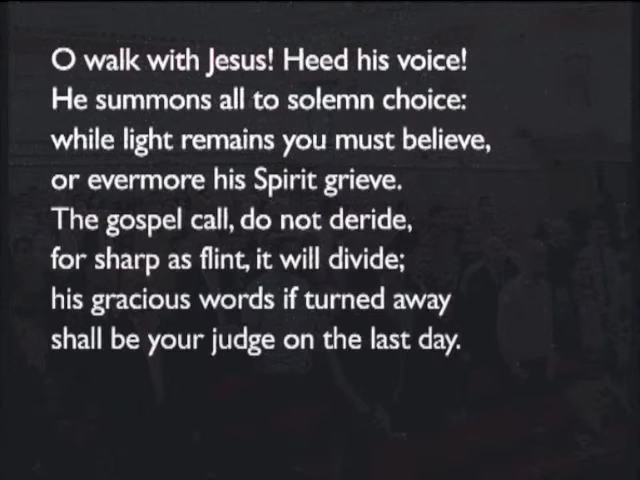 O walk with Jesus! Heed his voice!
He summons all to solemn choice:
while light remains you must believe,
or evermore his Spirit grieve.
The gospel call, do not deride,
for sharp as flint, it will divide;
his gracious words if turned away
shall be your judge on the last day.